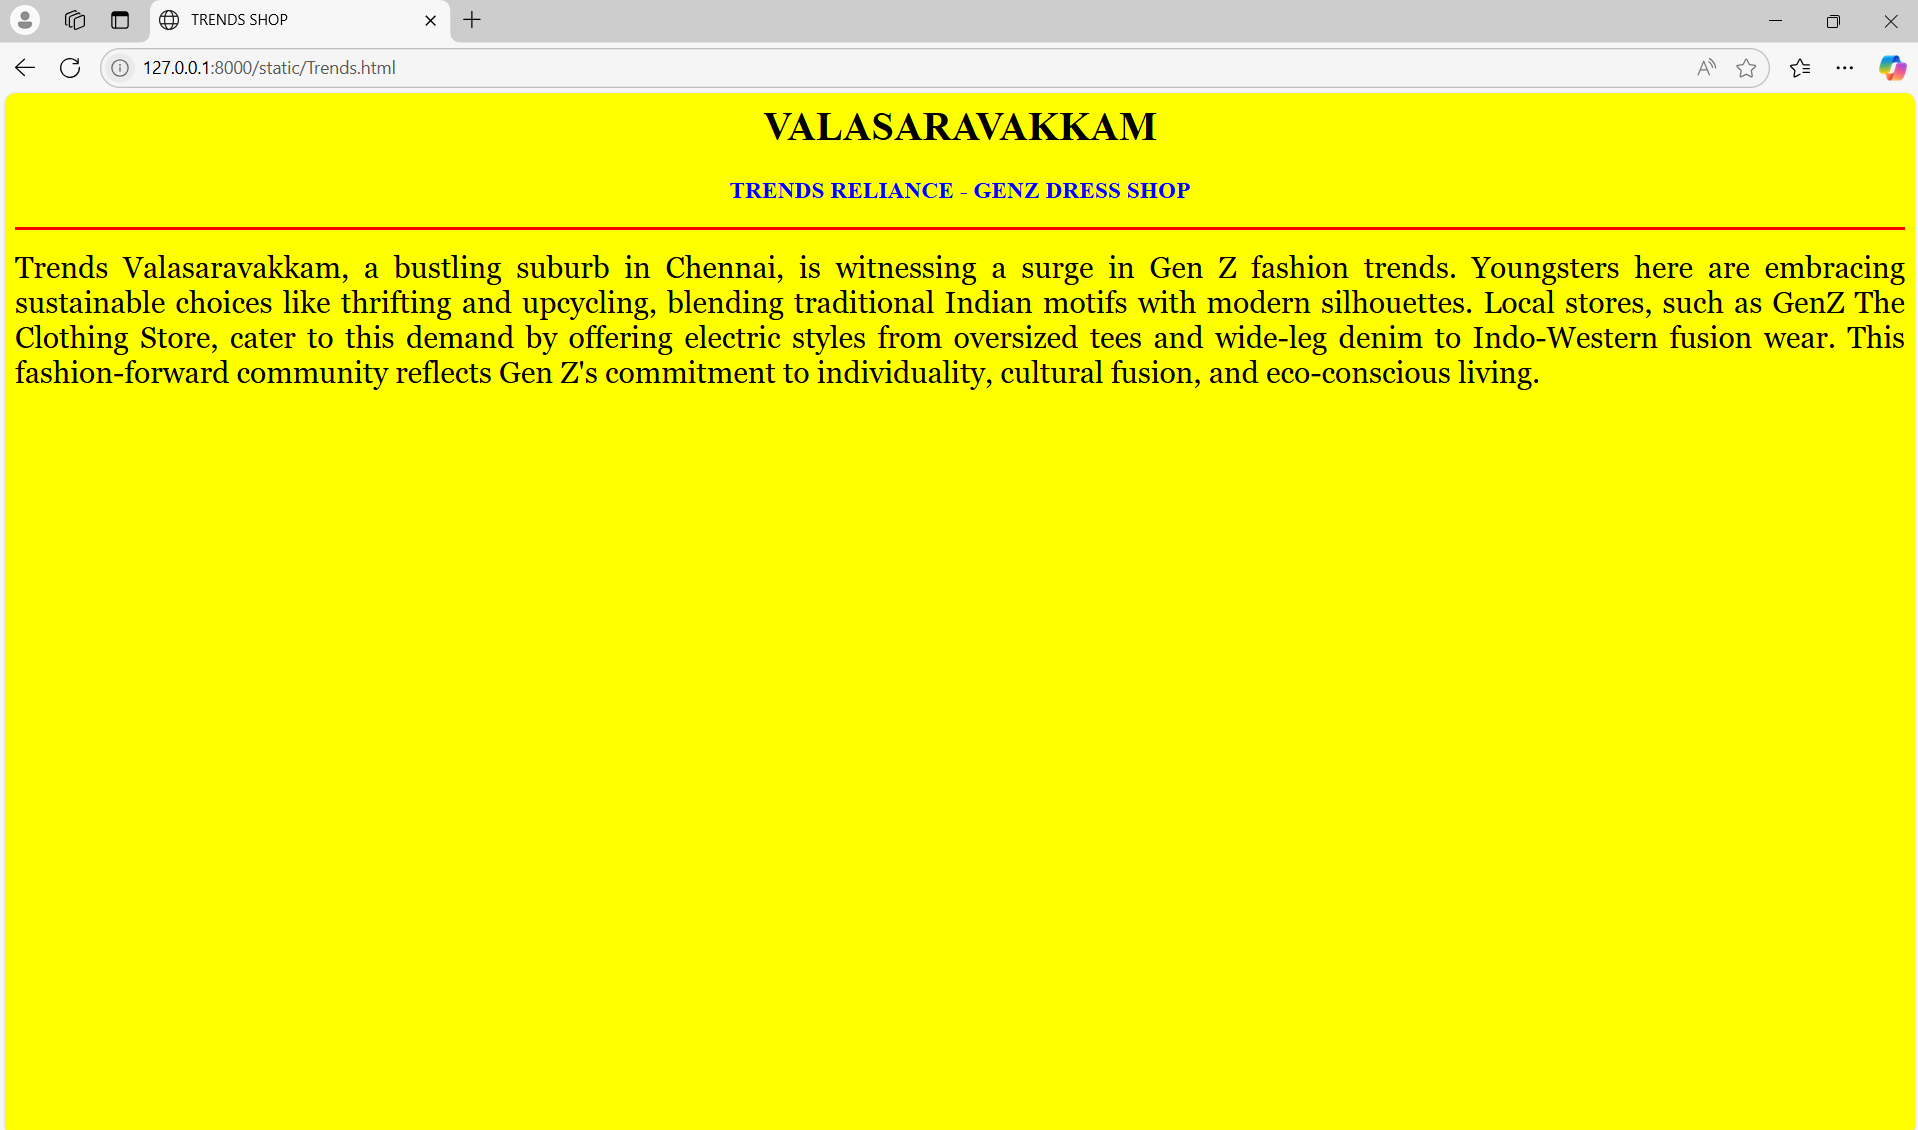 TRENDS SHOP
127.0.0.1:8000/static/Trends.html
VALASARAVAKKAM
TRENDS RELIANCE - GENZ DRESS SHOP
Trends Valasaravakkam, a bustling suburb in Chennai, is witnessing a surge in Gen Z fashion trends. Youngsters here are embracing
sustainable choices like thrifting and upcycling, blending traditional Indian motifs with modern silhouettes. Local stores, such as GenZ The
Clothing Store, cater to this demand by offering electric styles from oversized tees and wide-leg denim to Indo-Western fusion wear. This
fashion-forward community reflects Gen Z's commitment to individuality, cultural fusion, and eco-conscious living.